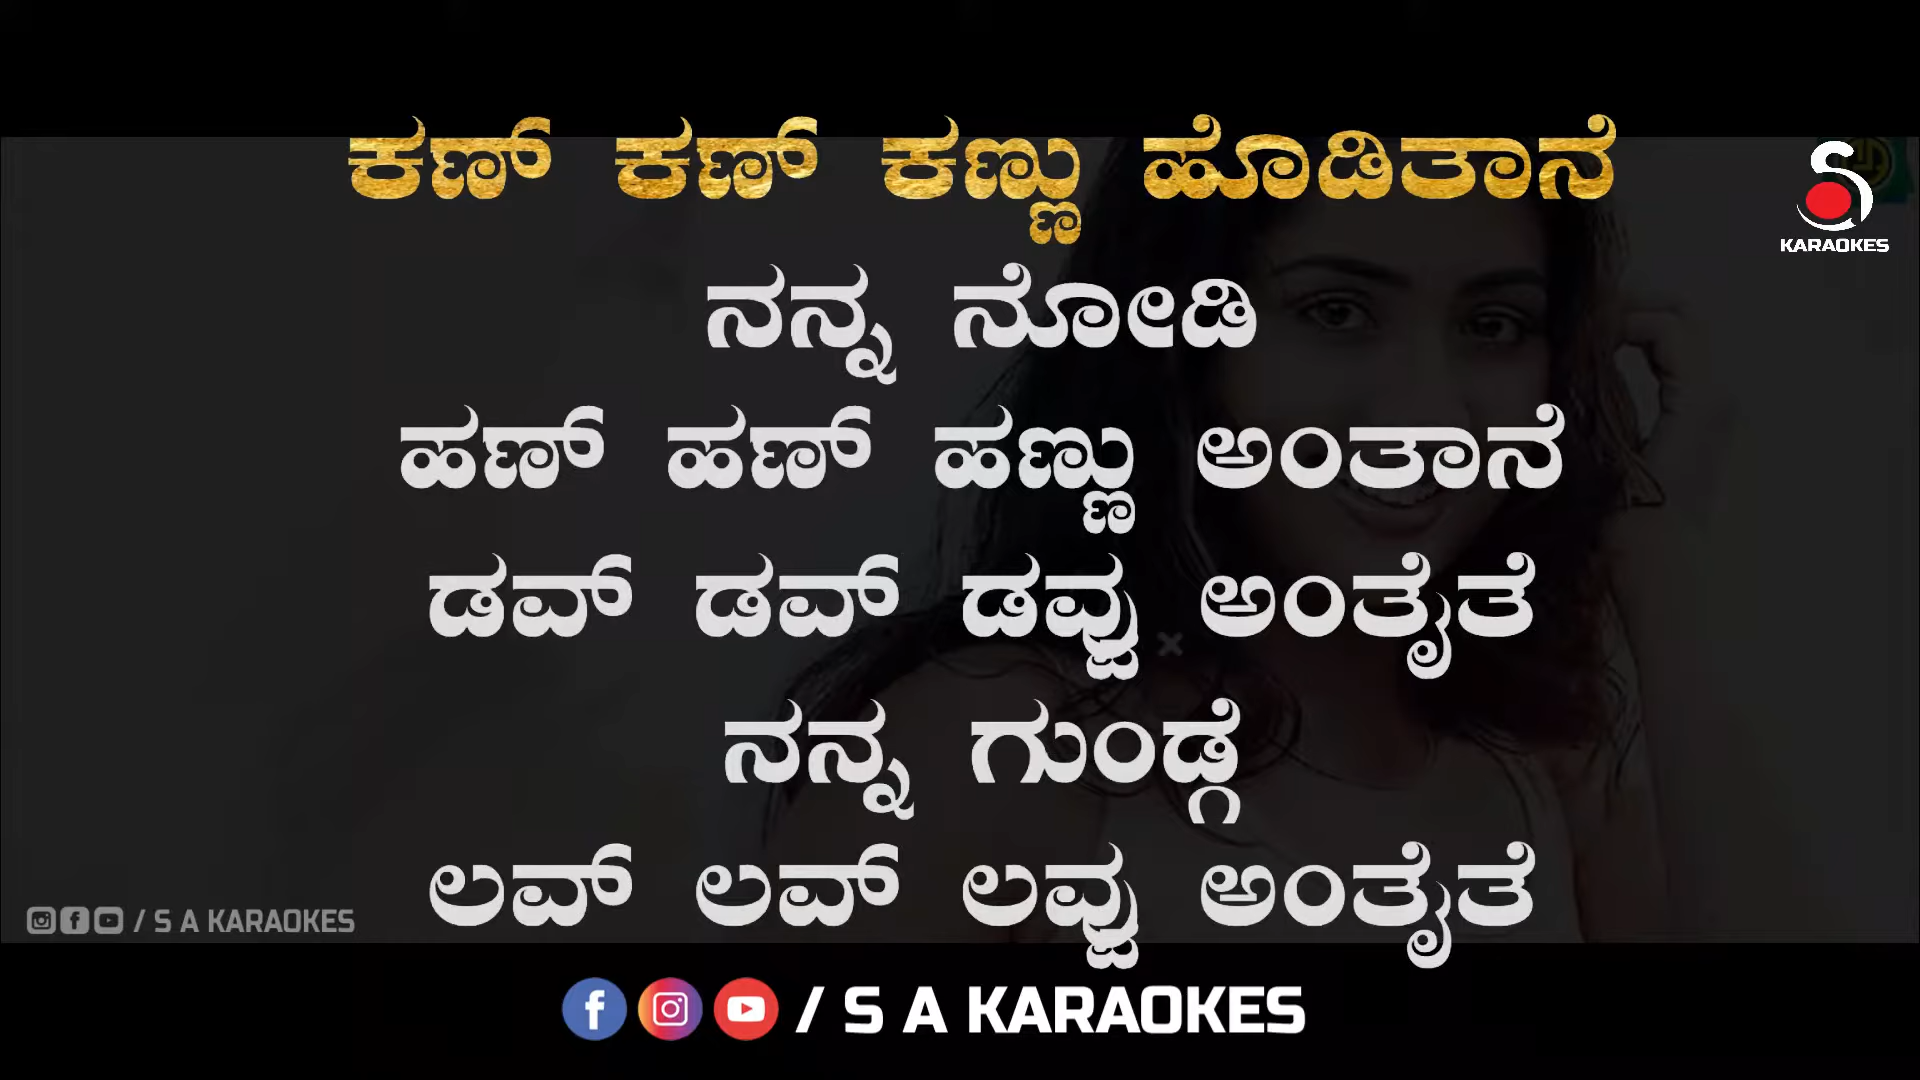 ಕಣ್ ಕಣ್ ಕಣ್ಣು ಹೊಡಿತಾನೆ
KARAOKES
ನನ್ನ ನೋಡಿ
ಹಣ್ ಹಣ್ ಹಣ್ಣು ಅಂತಾನೆ
ಡವ್ ಡವ್ ಡವ್ವು ಅಂತೈತೆ
ನನ್ನ ಗುಂಡ್ಗೆ
ಲವ್ ಲವ್ ಲವ್ವು ಅಂತೈತೆ
/ S A KARAOKES
/ S A KARAOKES